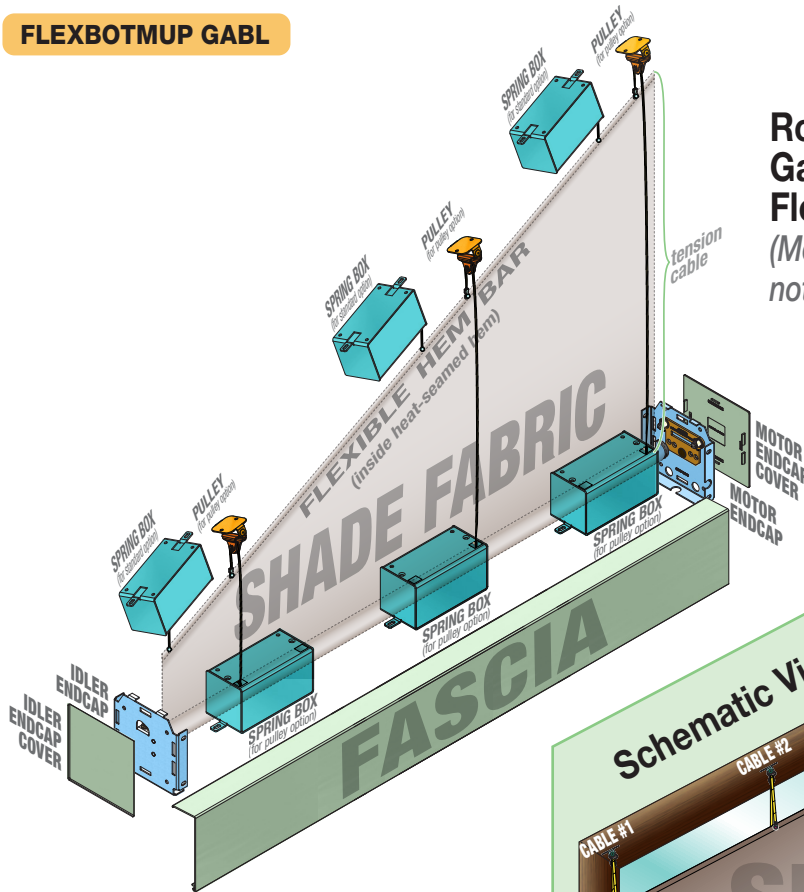 FLEXBOTMUP GABL
PULLEY
(for pulley option)
SPRING BOX
(for standard option)
tension
cable
PULLEY
(for pulley option)
SPRING BOX
(for standard option)
FLEXIBLE HEM BAR
(inside heat-seamed hem)
SHADE FABRIC
PULLEY
(for pulley option)
SPRING BOX
(for standard option)
MOTOR
ENDCAP
COVER
MOTOR
ENDCAP
SPRING BOX
(for pulley option)
SPRING BOX
(for pulley option)
SPRING BOX
(for pulley option)
IDLER
ENDCAP
IDLER
ENDCAP
COVER
FASCIA
Schematic
CABLE #2
CABLE #1